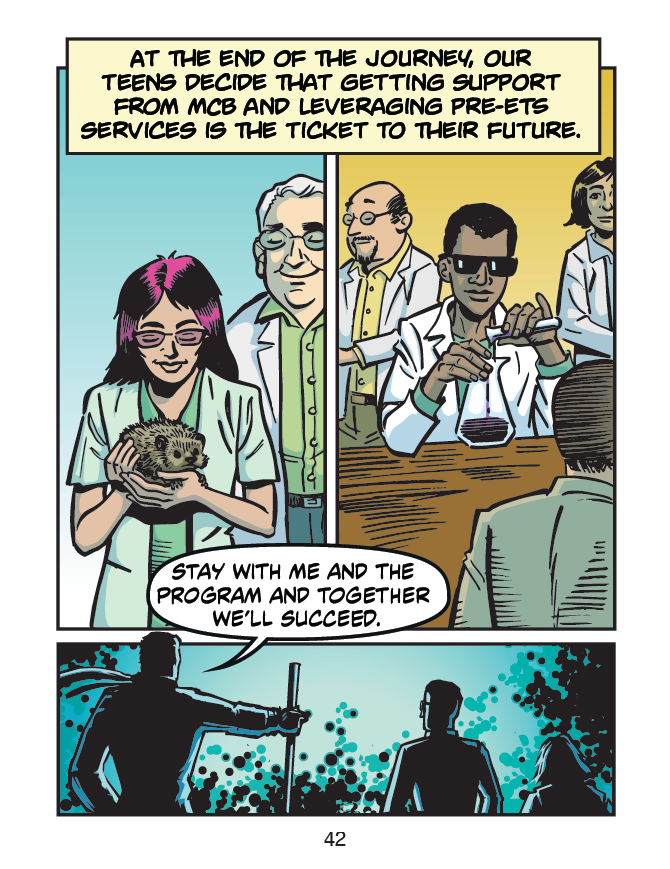 AT THE END OF THE JOURNEY, OUR
TEENS DECIDE THAT GETTING SUPPORT
FROM MCB AND LEVERAGING PRE-ETS
SERVICES IS THE TICKET TO THEIR FUTURE.
STAY WITH ME AND THE
PROGRAM AND TOGETHER
WE'LL SUCCEED.
42